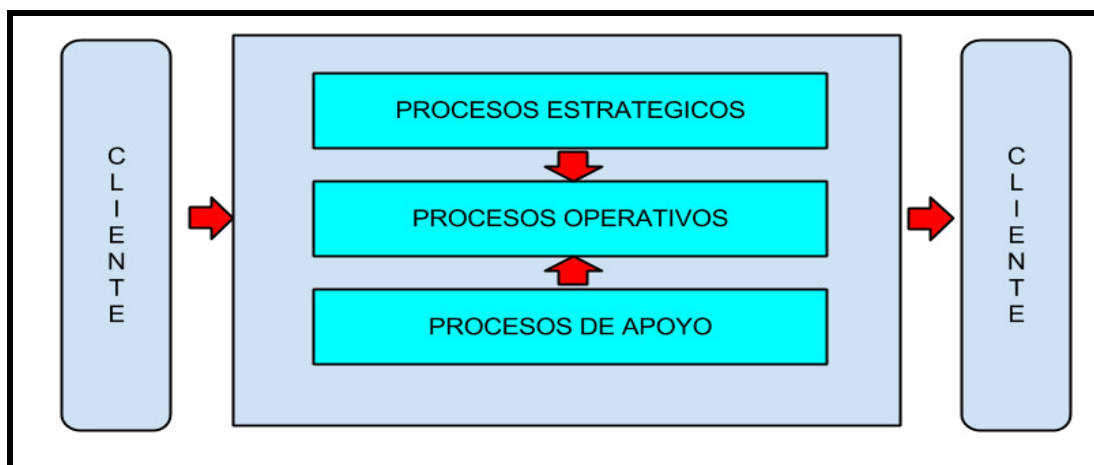 CLIENTE
PROCESOS ESTRATEGICOS
PROCESOS OPERATIVOS
PROCESOS DE APOYO
CLIENTE